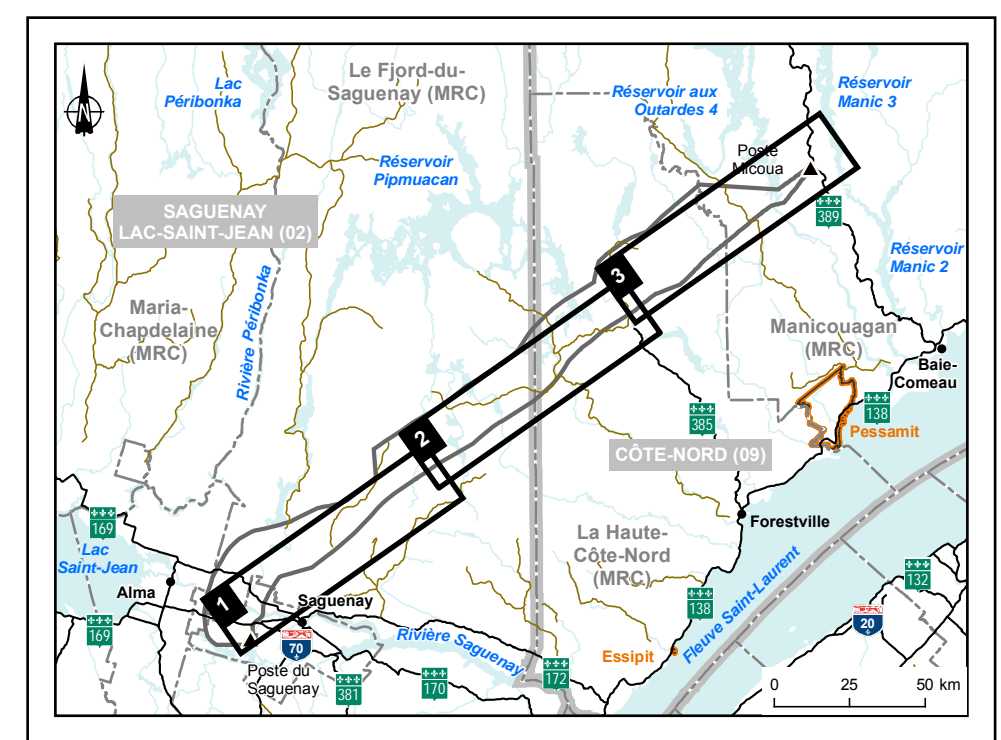 Lac
Péribonka
Le Fjord-du-
Saguenay (MRC)
Réservoir aux
Outardes 4
Réservoir
Manic 3
N
Réservoir
Pipmuacan
Poste
Micoua
SAGUENAY
LAC-SAINT-JEAN (02)
389
Réservoir
Manic 2
3
Maria-
Chapdelaine
(MRC)
Rivière Péribonka
Manicouagan
(MRC)
Baie-
Comeau
138
385
Pessamit
2
CÔTE-NORD (09)
169
Lac
Saint-Jean
Forestville
La Haute-
Côte-Nord
(MRC)
Alma
1
Saguenay
138
132
20
Fleuve Saint-Laurent
169
70
Rivière Saguenay
Essipit
Poste du
Saguenay
381
170
172
0 25 50 km